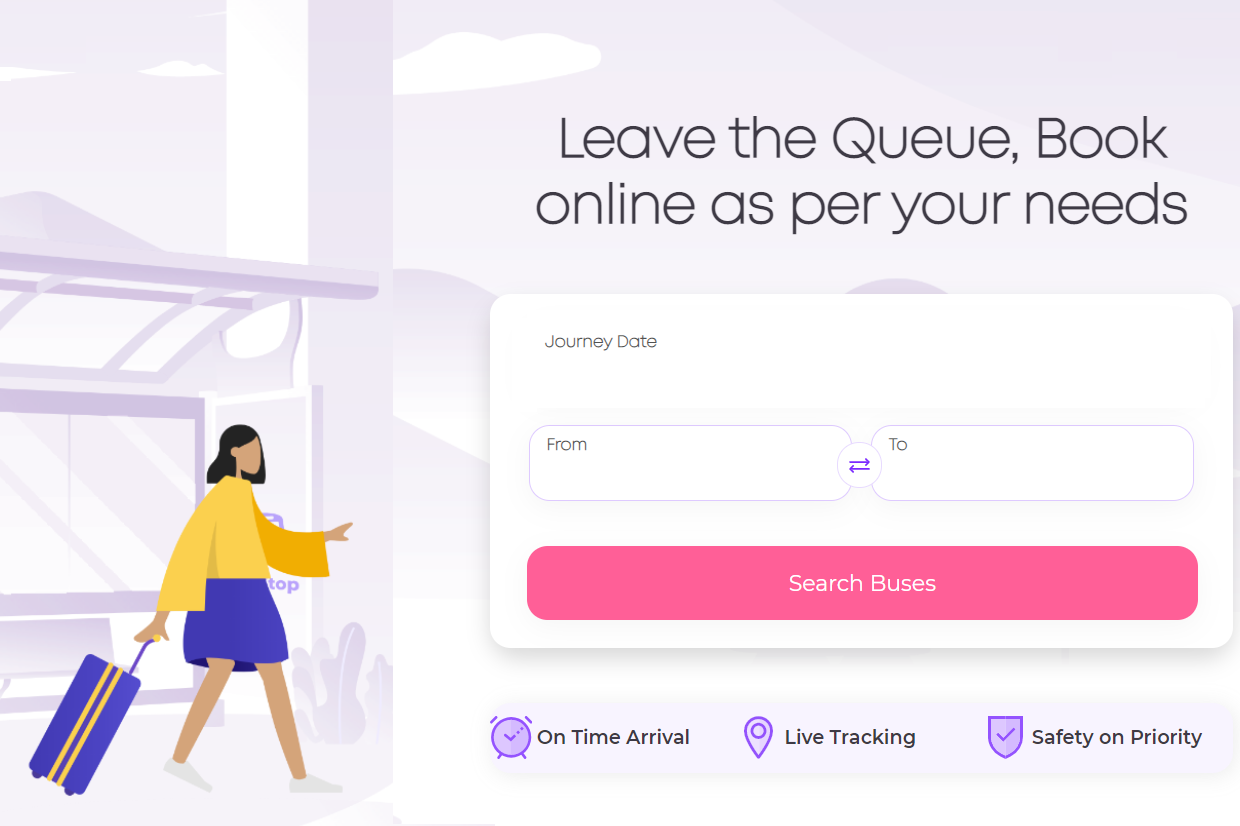 Leave the Queue, Book
online as per your needs
Journey Date
From
To
Search Buses
top
On Time Arrival
Live Tracking
Safety on Priority